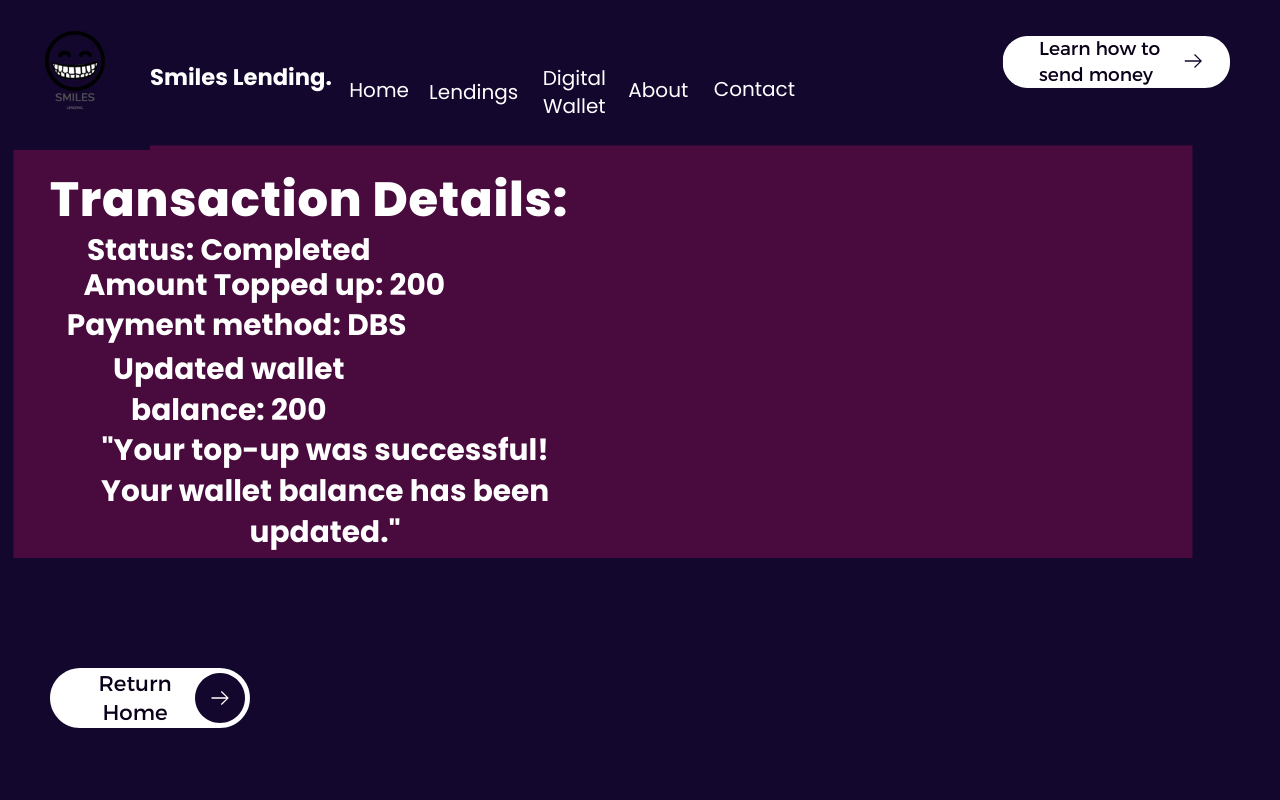 SMILES
LENDING
Smiles Lending.
Home
Lendings
Digital
Wallet
About
Contact
Learn how to
send money
Transaction Details:
Status: Completed
Amount Topped up: 200
Payment method: DBS
Updated wallet
balance: 200
"Your top-up was successful!
Your wallet balance has been
updated."
Return
Home